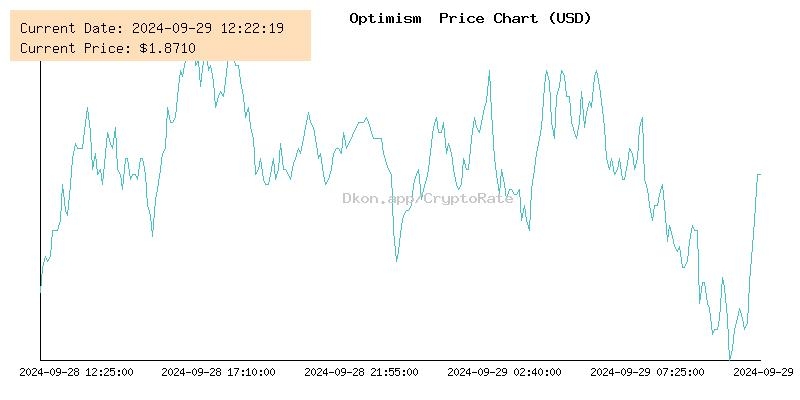 Optimism Price Chart (USD)
Current Date: 2024-09-29 12:22:19
Current Price: $1.8710
Dkon.app/CryptoRate
2024-09-28 12:25:00 2024-09-28 17:10:00 2024-09-28 21:55:00 2024-09-29 02:40:00 2024-09-29 07:25:00 2024-09-29